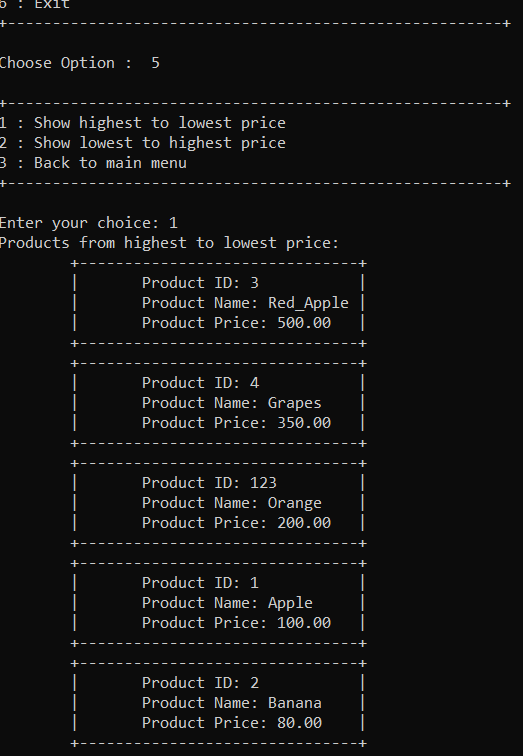 6 : Exit
+-------------------------------------------------------+
Choose Option :  5
+-------------------------------------------------------+
1 : Show highest to lowest price
2 : Show lowest to highest price
3 : Back to main menu
+-------------------------------------------------------+
Enter your choice: 1
Products from highest to lowest price:
+-------------------------------+
|       Product ID: 3           |
|       Product Name: Red_Apple |
|       Product Price: 500.00   |
+-------------------------------+
+-------------------------------+
|       Product ID: 4           |
|       Product Name: Grapes    |
|       Product Price: 350.00   |
+-------------------------------+
+-------------------------------+
|       Product ID: 123         |
|       Product Name: Orange    |
|       Product Price: 200.00   |
+-------------------------------+
+-------------------------------+
|       Product ID: 1           |
|       Product Name: Apple     |
|       Product Price: 100.00   |
+-------------------------------+
+-------------------------------+
|       Product ID: 2           |
|       Product Name: Banana    |
|       Product Price: 80.00    |
+-------------------------------+